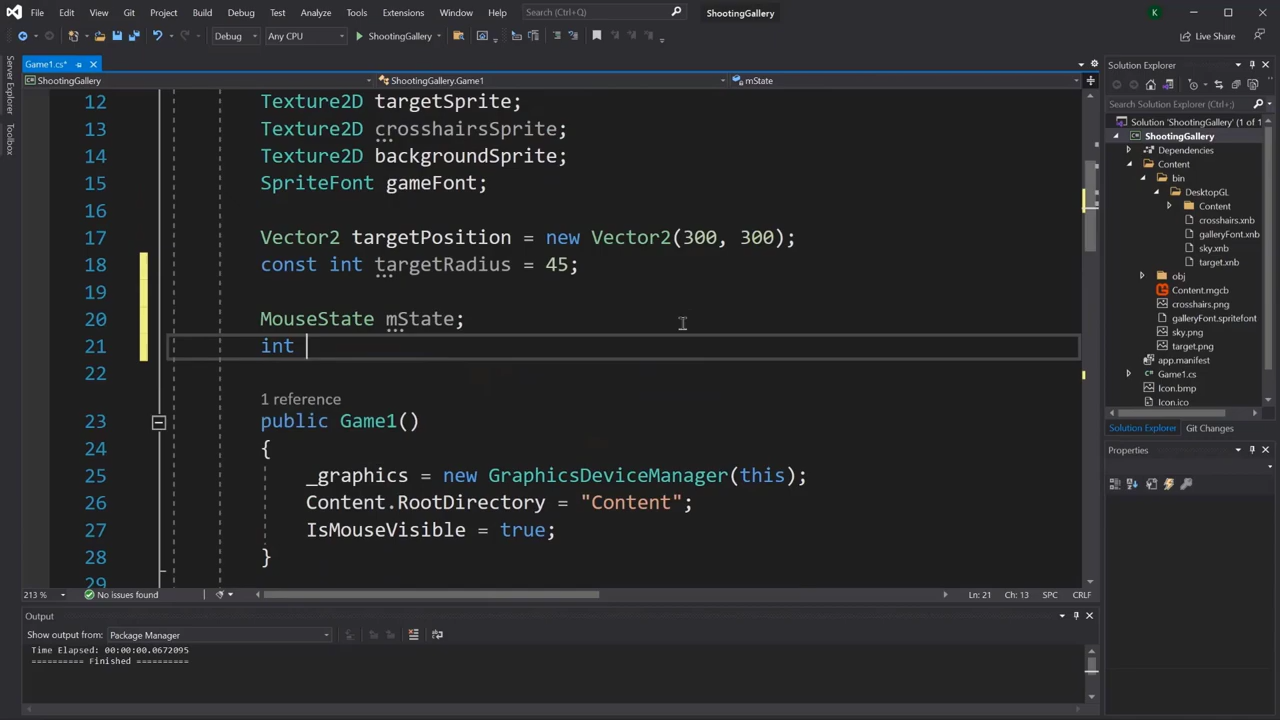 File Edit View Git Project Build Debug Test Analyze Tools Extensions Window Help Search (Ctrl+Q) ShootingGallery K
Debug Any CPU ShootingGallery Live Share
Server Explorer
Toolbox
Game1.cs*
ShootingGallery ShootingGallery.Game1 mState
12 Texture2D targetSprite;
13 Texture2D crosshairsSprite;
14 Texture2D backgroundSprite;
15 SpriteFont gameFont;
16
17 Vector2 targetPosition = new Vector2(300, 300);
18 const int targetRadius = 45;
19
20 MouseState mState;
21 int
22
1 reference
23 public Game1()
24 {
25 _graphics = new GraphicsDeviceManager(this);
26 Content.RootDirectory = "Content";
27 IsMouseVisible = true;
28 }
29
213 % No issues found Ln: 21 Ch: 13 SPC CRLF
Output
Show output from: Package Manager
Time Elapsed: 00:00:00.0672095
========== Finished ==========
Solution Explorer
Search Solution Explorer (Ctrl+;)
Solution 'ShootingGallery' (1 of 1
ShootingGallery
Dependencies
Content
bin
DesktopGL
Content
crosshairs.xnb
galleryFont.xnb
sky.xnb
target.xnb
obj
Content.mgcb
crosshairs.png
galleryFont.spritefont
sky.png
target.png
app.manifest
Game1.cs
Icon.bmp
Icon.ico
Solution Explorer Git Changes
Properties